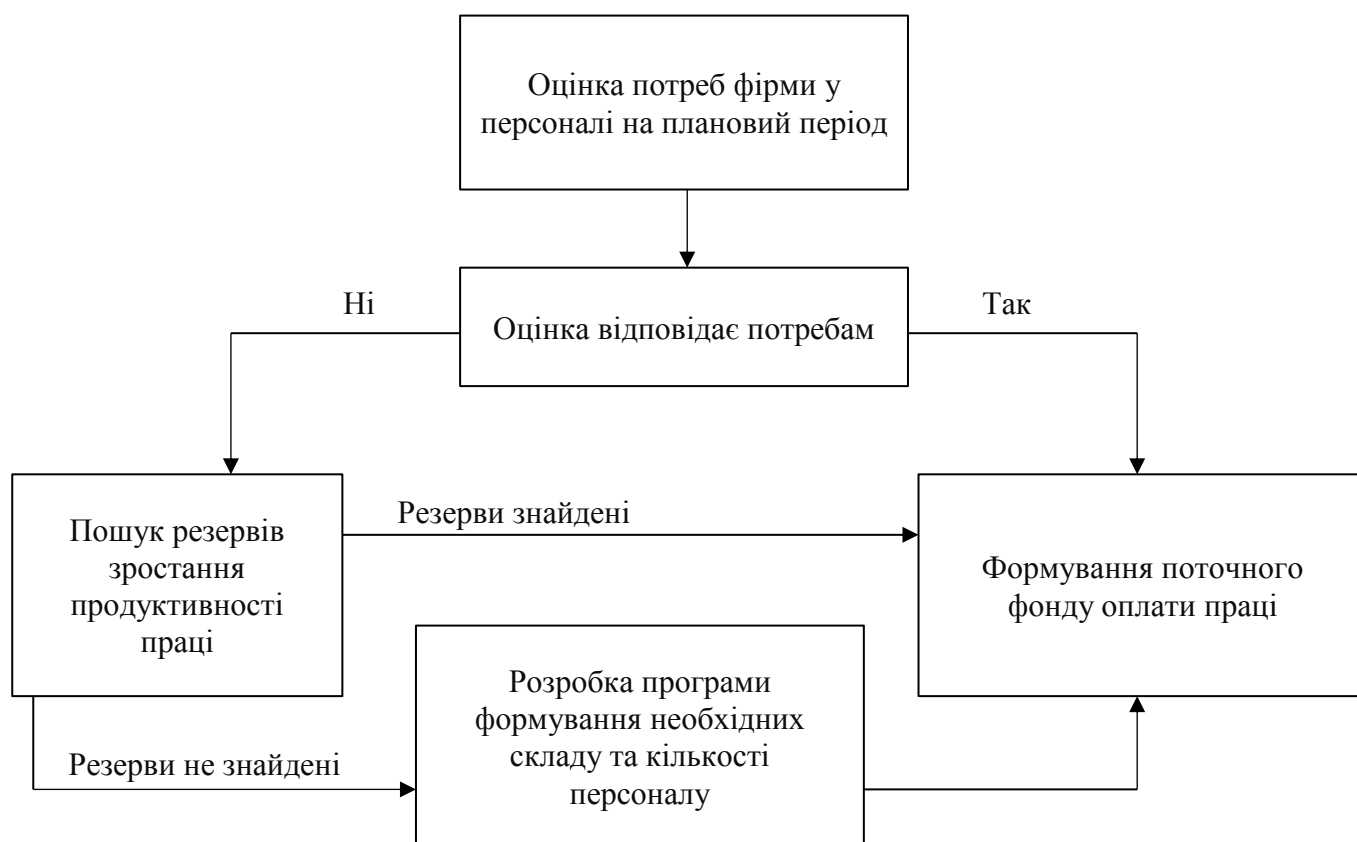 Оцінка потреб фірми у
персоналі на плановий період
Ні
Так
Оцінка відповідає потребам
Пошук резервів
зростання
продуктивності
праці
Резерви знайдені
Формування поточного
фонду оплати праці
Розробка програми
формування необхідних
складу та кількості
персоналу
Резерви не знайдені